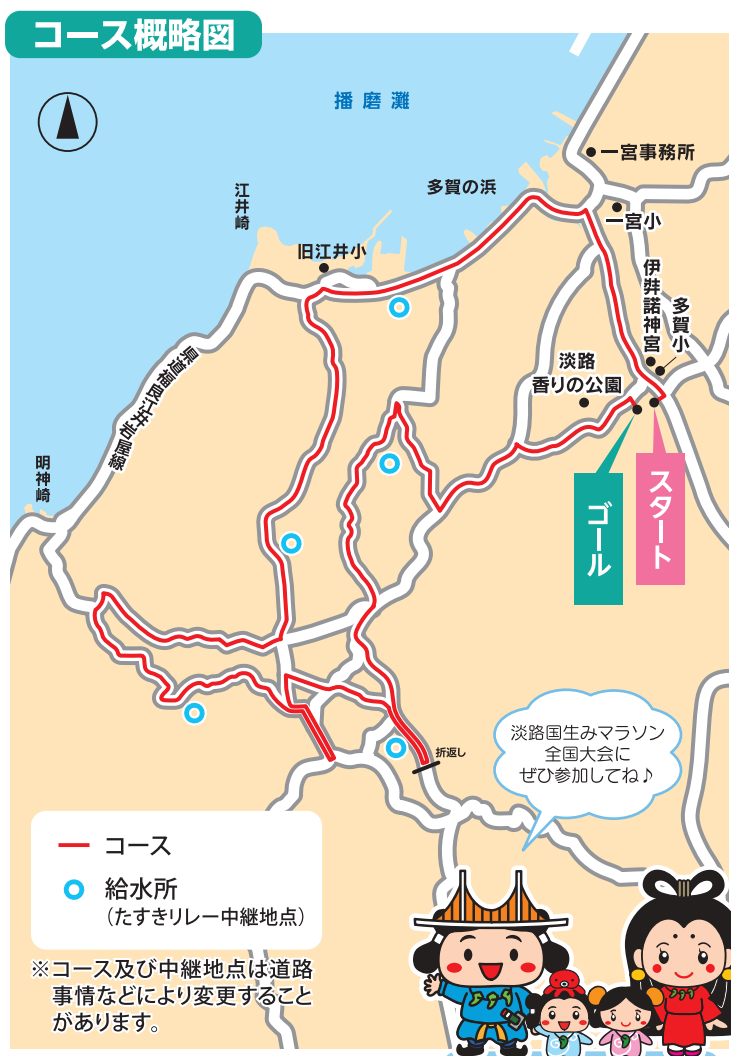 コース概略図
播磨灘
一宮事務所
多賀の浜
江井崎
一宮小
旧江井小
伊弉諾神宮
多賀小
淡路
香りの公園
県道福良江井岩屋線
明神崎
スタート
ゴール
淡路国生みマラソン
全国大会に
ぜひ参加してね♪
折返し
コース
給水所
(たすきリレー中継地点)
※コース及び中継地点は道路
事情などにより変更すること
があります。